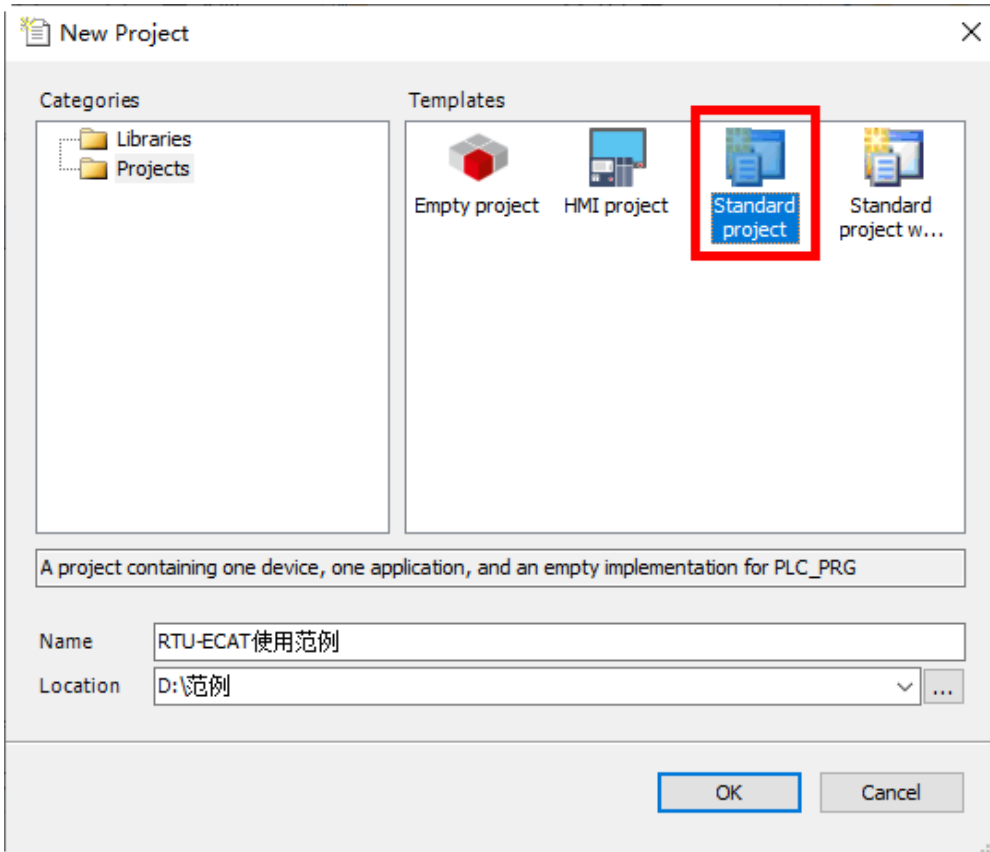 New Project
Categories
Templates
Libraries
Projects
Empty project
HMI project
Standard
project
Standard
project w...
A project containing one device, one application, and an empty implementation for PLC_PRG
Name
RTU-ECAT使用范例
Location
D:\范例
...
OK
Cancel